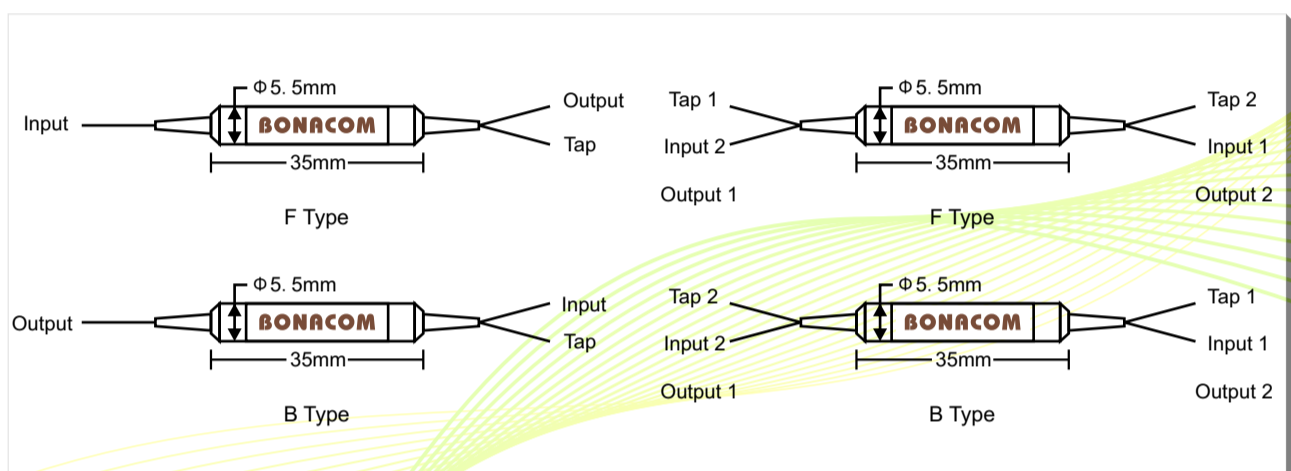 Φ5. 5mm
Input
BONACOM
Output
Tap
35mm
F Type
Φ5. 5mm
Tap 1
Input 2
Output 1
BONACOM
Tap 2
Input 1
Output 2
35mm
F Type
Φ5. 5mm
Output
BONACOM
Input
Tap
35mm
B Type
Φ5. 5mm
Tap 2
Input 2
Output 1
BONACOM
Tap 1
Input 1
Output 2
35mm
B Type